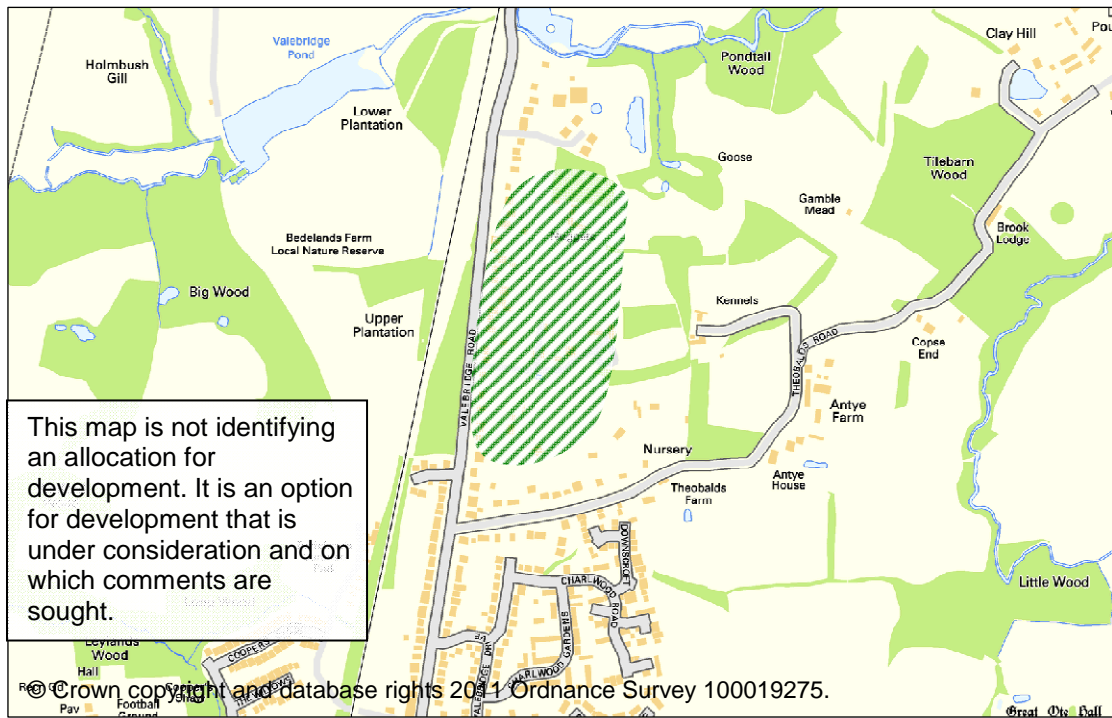 Clay Hill
Valebridge
Pond
Pondtail
Wood
Holmbush
Gill
Lower
Plantation
Goose
Tilebarn
Wood
Gamble
Mead
Brook
Lodge
Bedelands Farm
Local Nature Reserve
Big Wood
Kennels
Upper
Plantation
VALEBRIDGE ROAD
THEOBALDS ROAD
Copse
End
Antye
Farm
This map is not identifying
an allocation for
development. It is an option
for development that is
under consideration and on
which comments are
sought.
Nursery
Theobalds
Farm
Antye
House
DOWNSCROFT
CHARLWOOD ROAD
Little Wood
Leylands
Wood
Hall
CHARLWOOD GARDENS
VALEBRIDGE DR
THE WILLOWS
© Crown copyright and database rights 2011 Ordnance Survey 100019275.
Pav
Football
Ground
Great Ote Hall